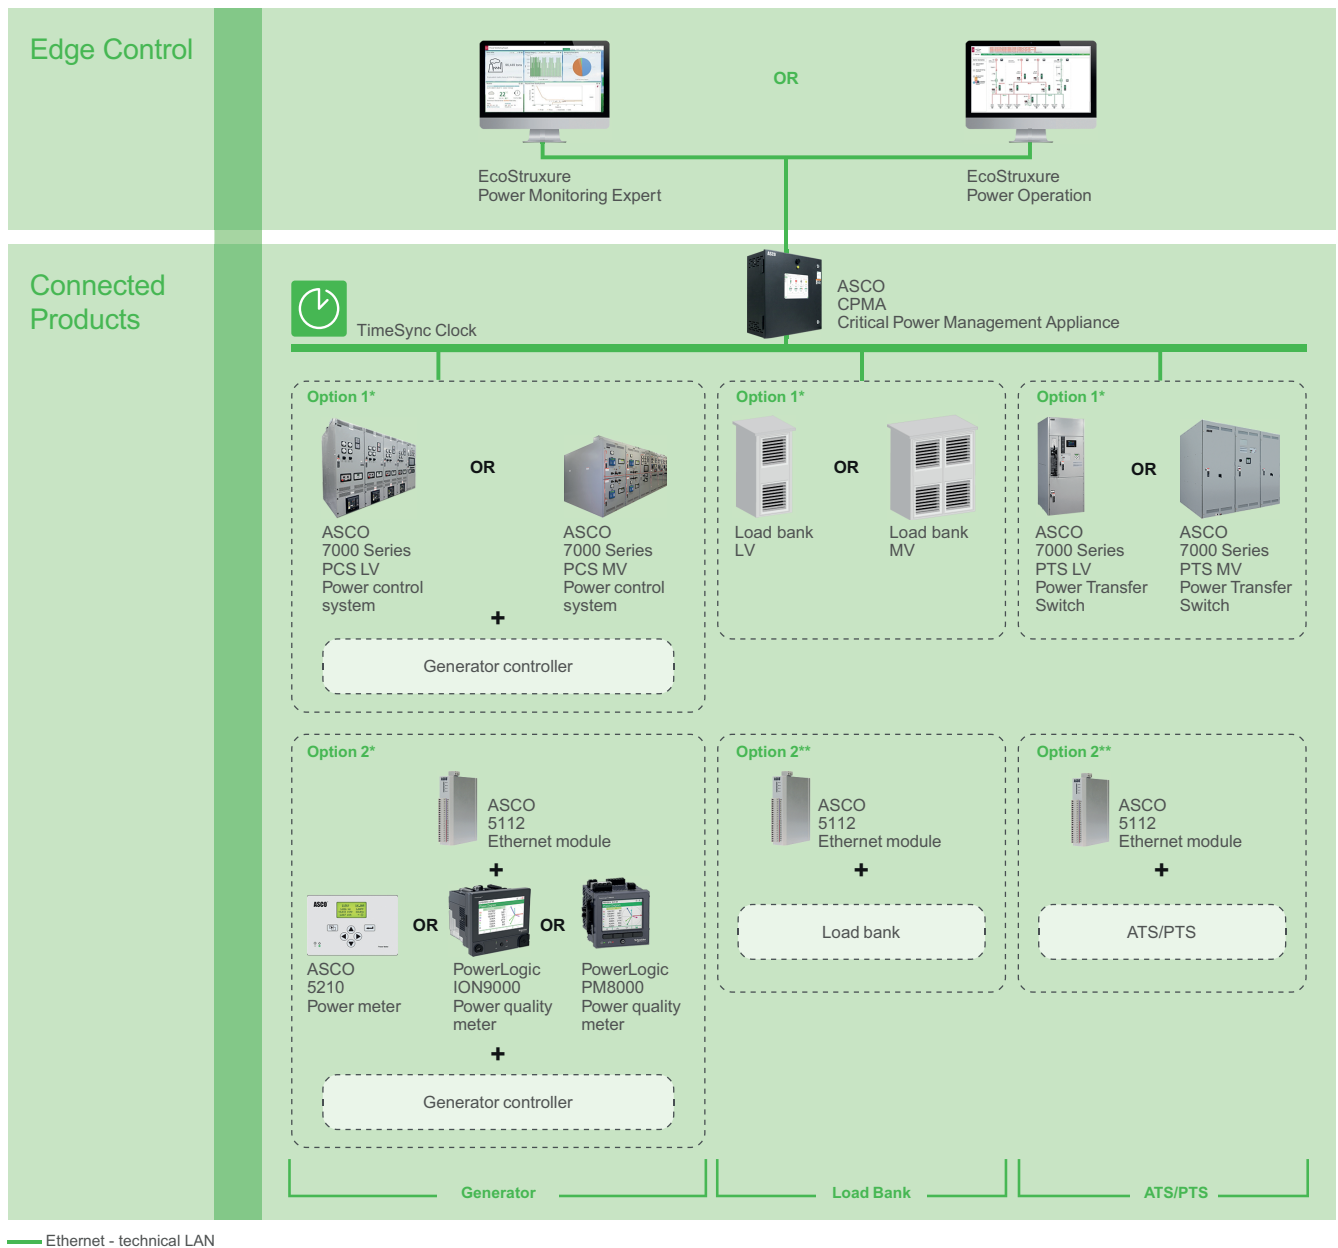 Edge Control
OR
EcoStruxure
Power Monitoring Expert
EcoStruxure
Power Operation
Connected
Products
TimeSync Clock
ASCO
CPMA
Critical Power Management Appliance
Option 1*
OR
ASCO
7000 Series
PCS LV
Power control
system
ASCO
7000 Series
PCS MV
Power control
system
+
Generator controller
Option 1*
OR
Load bank
LV
Load bank
MV
Option 1*
OR
ASCO
7000 Series
PTS LV
Power Transfer
Switch
ASCO
7000 Series
PTS MV
Power Transfer
Switch
Option 2*
ASCO
5112
Ethernet module
+
ASCO
OR
OR
ASCO
5210
Power meter
PowerLogic
ION9000
Power quality
meter
PowerLogic
PM8000
Power quality
meter
+
Generator controller
Option 2**
ASCO
5112
Ethernet module
+
Load bank
Option 2**
ASCO
5112
Ethernet module
+
ATS/PTS
Generator
Load Bank
ATS/PTS
Ethernet - technical LAN